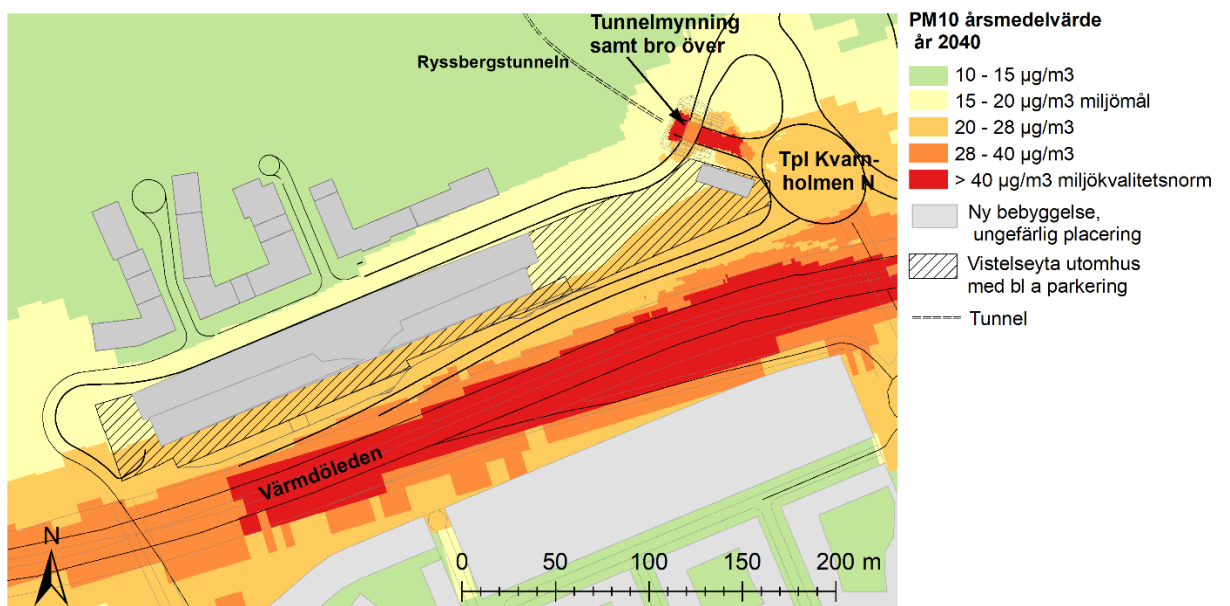 Tunnelmynning
samt bro över
Ryssbergstunneln
Tpl Kvarn-
holmen N
Värmdöleden
N
0 50 100 150 200 m
PM10 årsmedelvärde
år 2040
10 - 15 µg/m3
15 - 20 µg/m3 miljömål
20 - 28 µg/m3
28 - 40 µg/m3
> 40 µg/m3 miljökvalitetsnorm
Ny bebyggelse,
ungefärlig placering
Vistelseyta utomhus
med bl a parkering
Tunnel